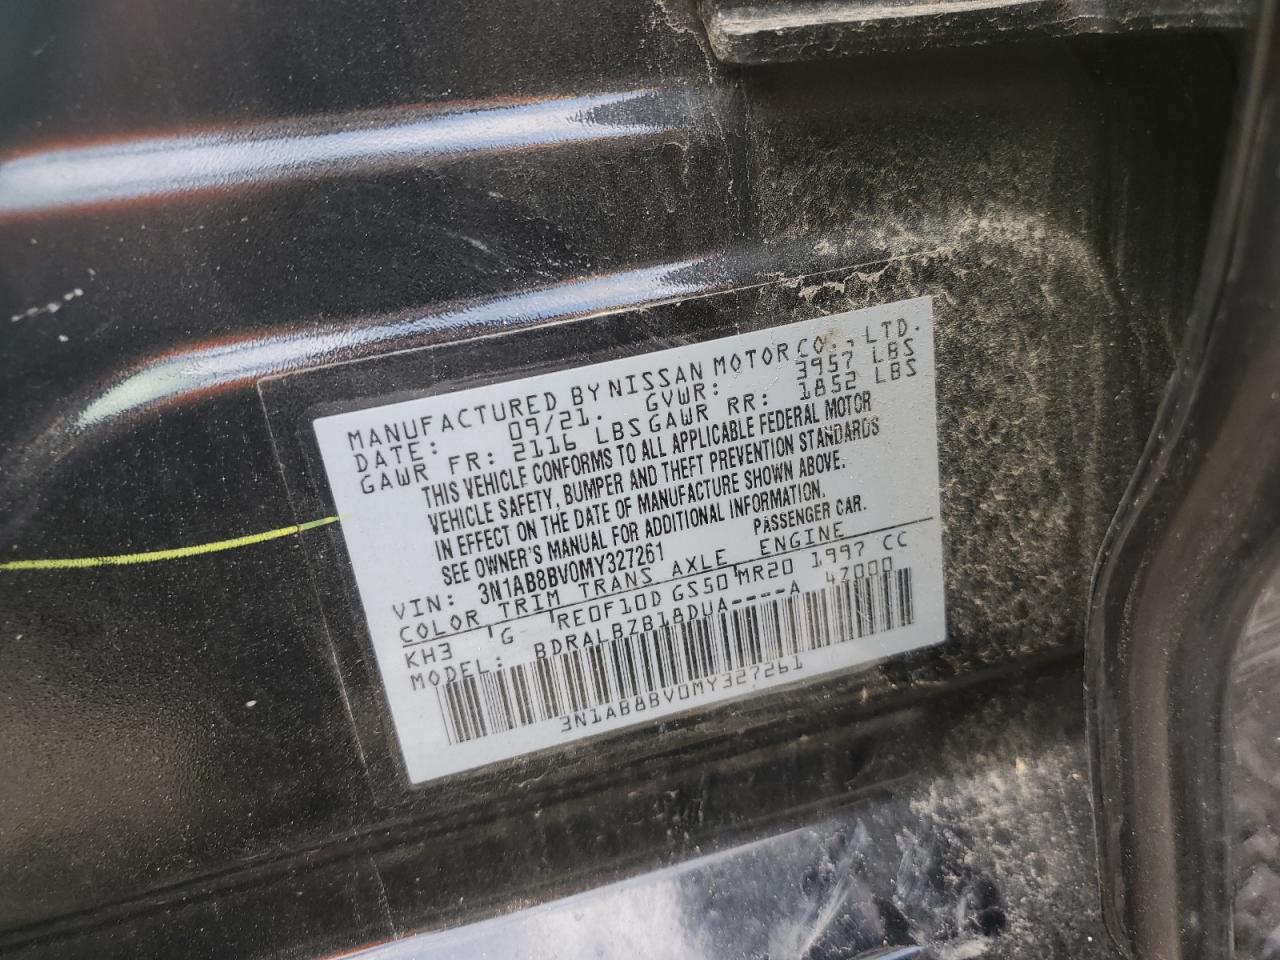 MANUFACTURED BY NISSAN MOTOR CO., LTD.
DATE: 09/21. GVWR: 3957 LBS
GAWR FR: 2116 LBS GAWR RR: 1852 LBS
THIS VEHICLE CONFORMS TO ALL APPLICABLE FEDERAL MOTOR
VEHICLE SAFETY, BUMPER AND THEFT PREVENTION STANDARDS
IN EFFECT ON THE DATE OF MANUFACTURE SHOWN ABOVE.
SEE OWNER'S MANUAL FOR ADDITIONAL INFORMATION.
VIN: 3N1AB8BV0MY327261 PASSENGER CAR.
COLOR TRIM TRANS AXLE ENGINE
KH3 G RE0F10D GS50 MR20 1997 CC
MODEL: BDRALBZB18DUA----A 47000
3N1AB8BV0MY327261